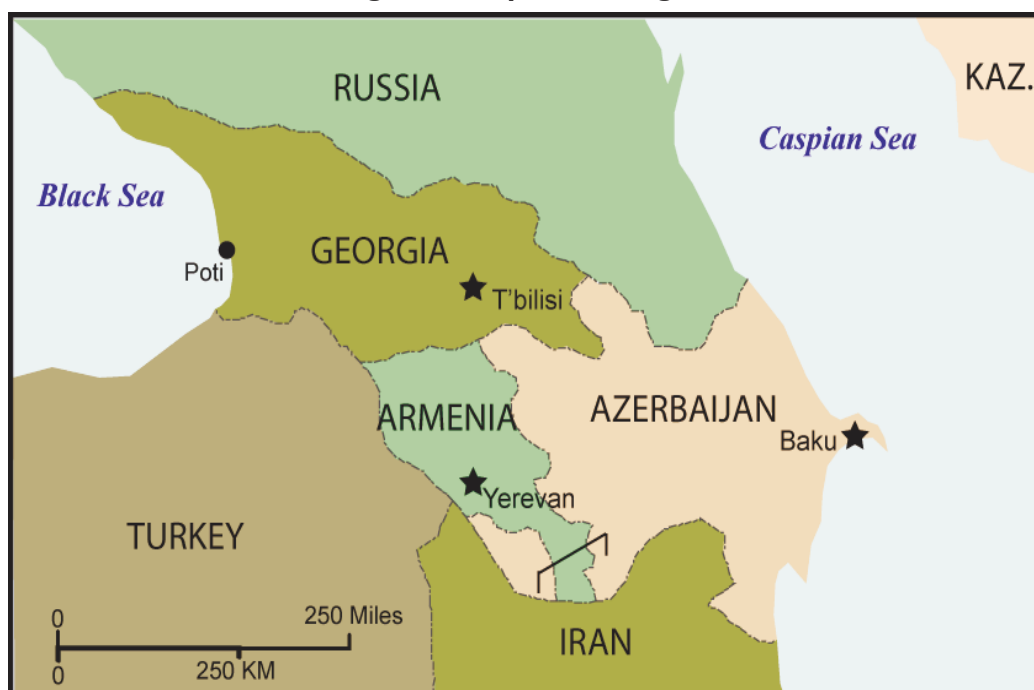 RUSSIA
KAZ.
Caspian Sea
Black Sea
GEORGIA
Poti
T'bilisi
ARMENIA
AZERBAIJAN
Baku
Yerevan
TURKEY
IRAN
0
250 Miles
0
250 KM